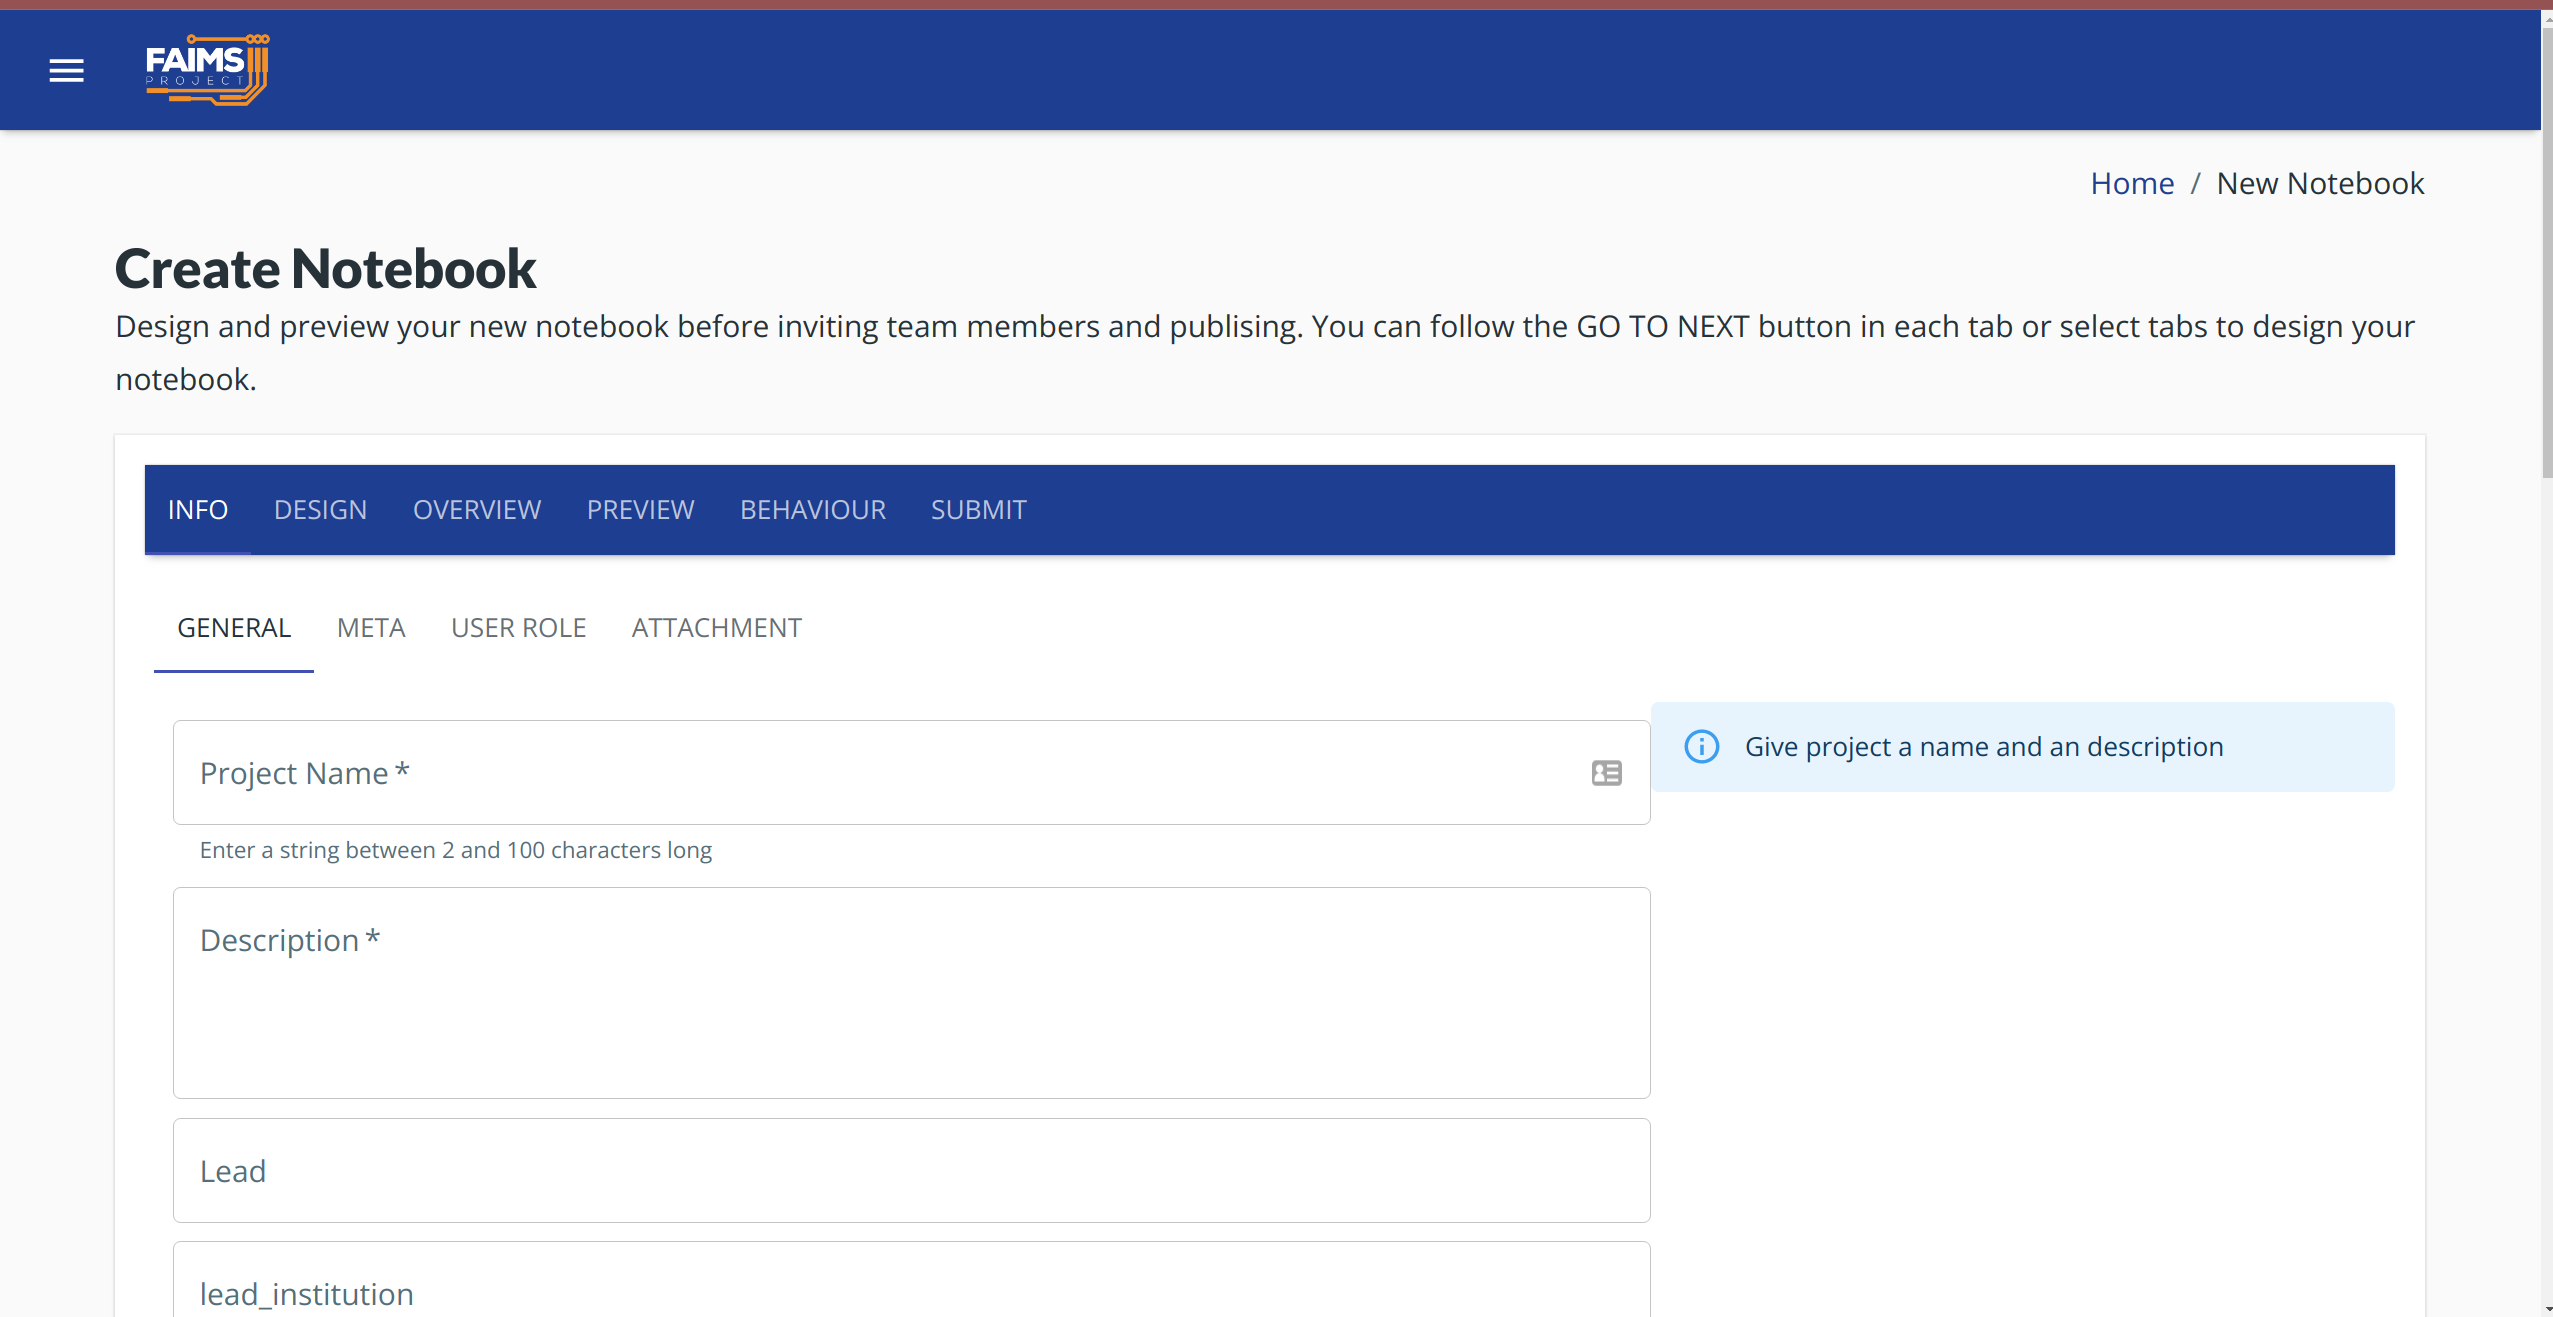 FAIMS
PROJECT
Home / New Notebook
Create Notebook
Design and preview your new notebook before inviting team members and publising. You can follow the GO TO NEXT button in each tab or select tabs to design your
notebook.
INFO DESIGN OVERVIEW PREVIEW BEHAVIOUR SUBMIT
GENERAL META USER ROLE ATTACHMENT
Project Name *
Give project a name and an description
Enter a string between 2 and 100 characters long
Description *
Lead
lead_institution